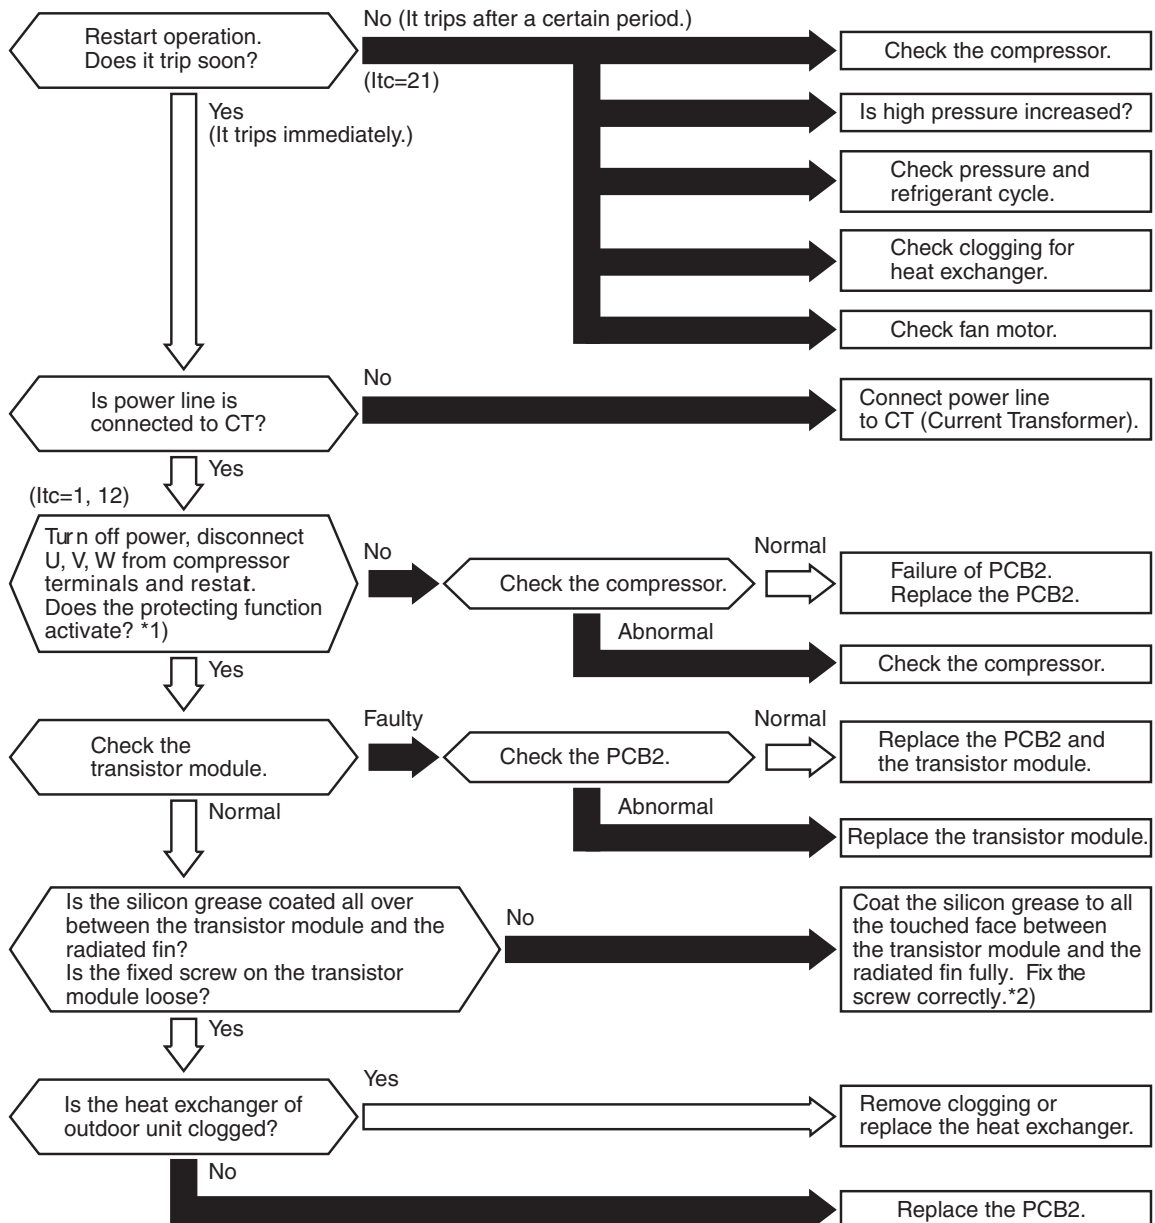 No (It trips after a certain period.)
Restart operation.
Does it trip soon?
Check the compressor.
(Itc=21)
Yes
(It trips immediately.)
Is high pressure increased?
Check pressure and
refrigerant cycle.
Check clogging for
heat exchanger.
Check fan motor.
No
Is power line is
connected to CT?
Connect power line
to CT (Current Transformer).
Yes
(Itc=1, 12)
Turn off power, disconnect
U, V, W from compressor
terminals and restat.
Does the protecting function
activate? *1)
No
Check the compressor.
Normal
Failure of PCB2.
Replace the PCB2.
Abnormal
Check the compressor.
Yes
Check the
transistor module.
Faulty
Check the PCB2.
Normal
Replace the PCB2 and
the transistor module.
Abnormal
Replace the transistor module.
Normal
Is the silicon grease coated all over
between the transistor module and the
radiated fin?
Is the fixed screw on the transistor
module loose?
No
Coat the silicon grease to all
the touched face between
the transistor module and the
radiated fin fully. Fix the
screw correctly.*2)
Yes
Is the heat exchanger of
outdoor unit clogged?
Yes
Remove clogging or
replace the heat exchanger.
No
Replace the PCB2.